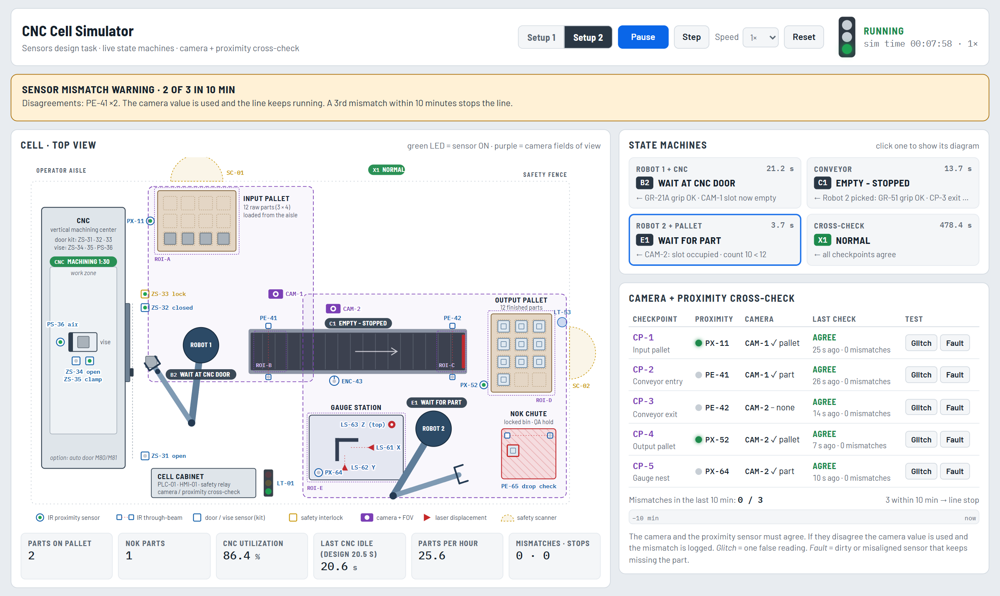 CNC Cell Simulator
Sensors design task · live state machines · camera + proximity cross-check
Setup 1
Setup 2
Pause
Step
Speed
1×
Reset
RUNNING
sim time 00:07:58 · 1×
SENSOR MISMATCH WARNING · 2 OF 3 IN 10 MIN
Disagreements: PE-41 ×2. The camera value is used and the line keeps running. A 3rd mismatch within 10 minutes stops the line.
CELL · TOP VIEW
green LED = sensor ON · purple = camera fields of view
OPERATOR AISLE
SC-01
X1 NORMAL
SAFETY FENCE
INPUT PALLET
12 raw parts (3 × 4)
loaded from the aisle
PX-11
ROI-A
CNC
vertical machining center
door kit: ZS-31 · 32 · 33
vise: ZS-34 · 35 · PS-36
CNC MACHINING 1:30
work zone
ZS-33 lock
ZS-32 closed
PS-36 air
vise
ZS-34 open
ZS-35 clamp
option: auto door M80/M81
ZS-31 open
CAM-1
CAM-2
PE-41
C1 EMPTY - STOPPED
PE-42
ROBOT 1
B2 WAIT AT CNC DOOR
ROI-B
ROI-C
ENC-43
OUTPUT PALLET
12 finished parts
LT-53
PX-52
SC-02
ROI-D
E1 WAIT FOR PART
GAUGE STATION
LS-63 Z (top)
LS-61 X
LS-62 Y
PX-64
ROI-E
ROBOT 2
NOK CHUTE
locked bin · QA hold
PE-65 drop check
CELL CABINET
PLC-01 · HMI-01 · safety relay
camera / proximity cross-check
LT-01
IR proximity sensor
IR through-beam
door / vise sensor (kit)
safety interlock
camera + FOV
laser displacement
safety scanner
PARTS ON PALLET
2
NOK PARTS
1
CNC UTILIZATION
86.4 %
LAST CNC IDLE
(DESIGN 20.5 S)
20.6 s
PARTS PER HOUR
25.6
MISMATCHES · STOPS
0 · 0
STATE MACHINES
click one to show its diagram
ROBOT 1 + CNC
21.2 s
B2 WAIT AT CNC DOOR
← GR-21A grip OK · CAM-1 slot now empty
CONVEYOR
13.7 s
C1 EMPTY - STOPPED
← Robot 2 picked: GR-51 grip OK · CP-3 exit ...
ROBOT 2 + PALLET
3.7 s
E1 WAIT FOR PART
← CAM-2: slot occupied · count 10 < 12
CROSS-CHECK
478.4 s
X1 NORMAL
← all checkpoints agree
CAMERA + PROXIMITY CROSS-CHECK
CHECKPOINT PROXIMITY CAMERA LAST CHECK TEST
CP-1
Input pallet
PX-11
CAM-1 ✓ pallet
AGREE
25 s ago · 0 mismatches
Glitch
Fault
CP-2
Conveyor entry
PE-41
CAM-1 ✓ part
AGREE
26 s ago · 0 mismatches
Glitch
Fault
CP-3
Conveyor exit
PE-42
CAM-2 – none
AGREE
14 s ago · 0 mismatches
Glitch
Fault
CP-4
Output pallet
PX-52
CAM-2 ✓ pallet
AGREE
7 s ago · 0 mismatches
Glitch
Fault
CP-5
Gauge nest
PX-64
CAM-2 ✓ part
AGREE
10 s ago · 0 mismatches
Glitch
Fault
Mismatches in the last 10 min: 0 / 3
3 within 10 min → line stop
−10 min
now
The camera and the proximity sensor must agree. If they disagree the camera value is used and
the mismatch is logged. Glitch = one false reading. Fault = dirty or misaligned sensor that keeps
missing the part.